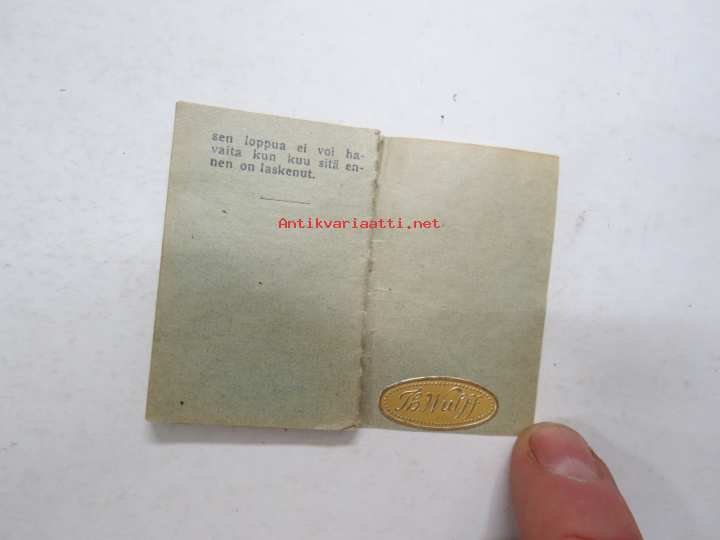 sen loppua ei voi ha-
vaita kun kuu sitä en-
nen on laskenut.
Antikvariaatti.net
Th Wulff